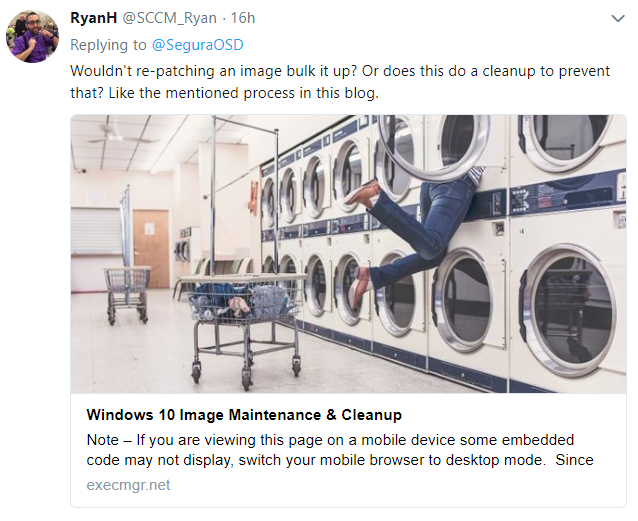 RyanH @SCCM_Ryan · 16h
Replying to @SeguraOSD
Wouldn't re-patching an image bulk it up? Or does this do a cleanup to prevent
that? Like the mentioned process in this blog.
Windows 10 Image Maintenance & Cleanup
Note – If you are viewing this page on a mobile device some embedded
code may not display, switch your mobile browser to desktop mode.  Since
execmgr.net